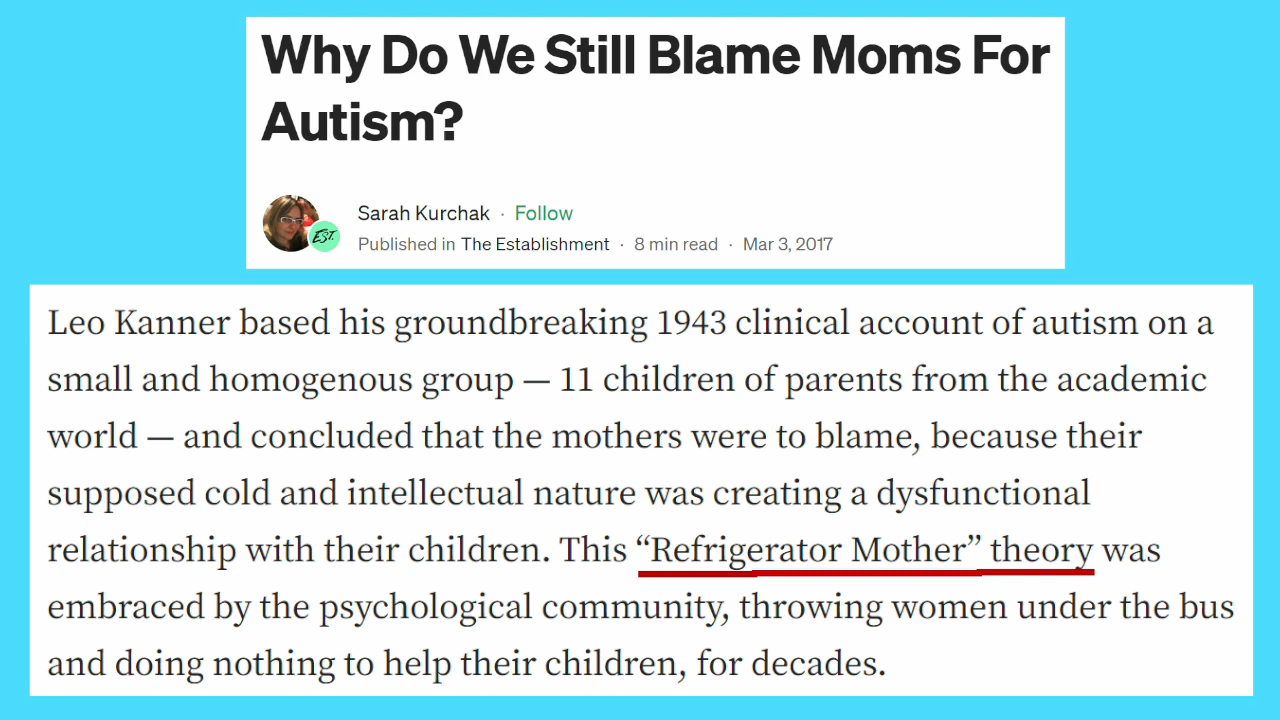 Why Do We Still Blame Moms For
Autism?
Sarah Kurchak · Follow
EST.
Published in The Establishment · 8 min read · Mar 3, 2017
Leo Kanner based his groundbreaking 1943 clinical account of autism on a
small and homogenous group — 11 children of parents from the academic
world — and concluded that the mothers were to blame, because their
supposed cold and intellectual nature was creating a dysfunctional
relationship with their children. This “Refrigerator Mother” theory was
embraced by the psychological community, throwing women under the bus
and doing nothing to help their children, for decades.